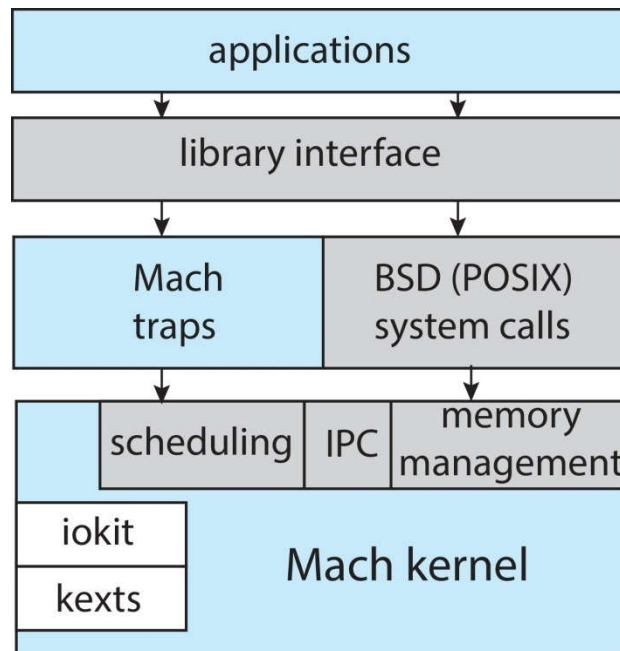 applications
library interface
Mach
traps
BSD (POSIX)
system calls
scheduling
IPC
memory
management
iokit
kexts
Mach kernel